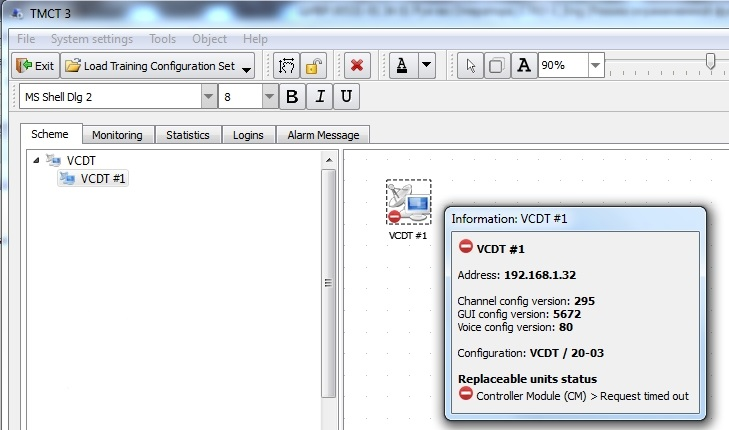 TMCT 3
File System settings Tools Object Help
Exit Load Training Configuration Set A A 90%
MS Shell Dlg 2 8 B I U
Scheme Monitoring Statistics Logins Alarm Message
VCDT
VCDT #1
VCDT #1
Information: VCDT #1
VCDT #1
Address: 192.168.1.32
Channel config version: 295
GUI config version: 5672
Voice config version: 80
Configuration: VCDT / 20-03
Replaceable units status
Controller Module (CM) > Request timed out